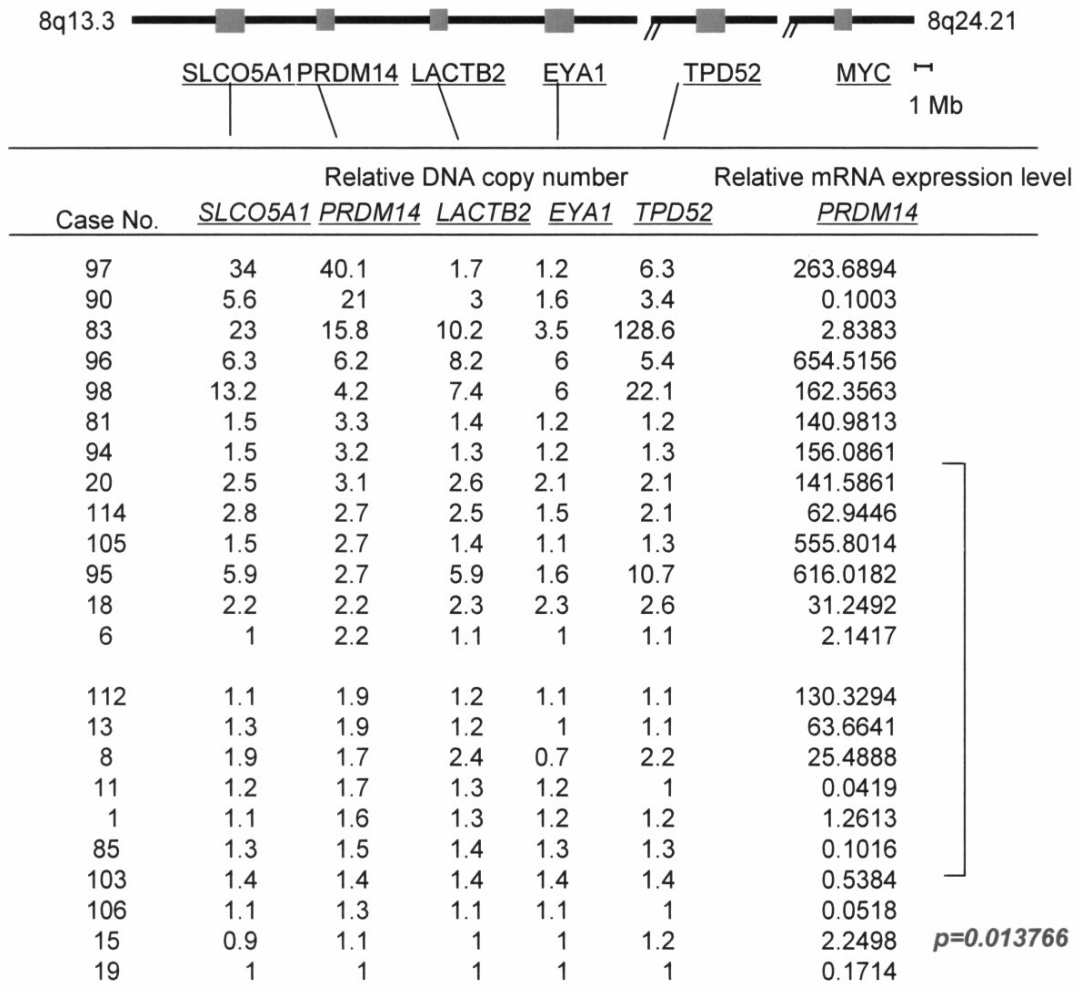 8q13.3 8q24.21
SLCO5A1 PRDM14 LACTB2 EYA1 TPD52 MYC
1 Mb
Relative DNA copy number Relative mRNA expression level
Case No. SLCO5A1 PRDM14 LACTB2 EYA1 TPD52 PRDM14
97 34 40.1 1.7 1.2 6.3 263.6894
90 5.6 21 3 1.6 3.4 0.1003
83 23 15.8 10.2 3.5 128.6 2.8383
96 6.3 6.2 8.2 6 5.4 654.5156
98 13.2 4.2 7.4 6 22.1 162.3563
81 1.5 3.3 1.4 1.2 1.2 140.9813
94 1.5 3.2 1.3 1.2 1.3 156.0861
20 2.5 3.1 2.6 2.1 2.1 141.5861
114 2.8 2.7 2.5 1.5 2.1 62.9446
105 1.5 2.7 1.4 1.1 1.3 555.8014
95 5.9 2.7 5.9 1.6 10.7 616.0182
18 2.2 2.2 2.3 2.3 2.6 31.2492
6 1 2.2 1.1 1 1.1 2.1417
112 1.1 1.9 1.2 1.1 1.1 130.3294
13 1.3 1.9 1.2 1 1.1 63.6641
8 1.9 1.7 2.4 0.7 2.2 25.4888
11 1.2 1.7 1.3 1.2 1 0.0419
1 1.1 1.6 1.3 1.2 1.2 1.2613
85 1.3 1.5 1.4 1.3 1.3 0.1016
103 1.4 1.4 1.4 1.4 1.4 0.5384
106 1.1 1.3 1.1 1.1 1 0.0518
15 0.9 1.1 1 1 1.2 2.2498 p=0.013766
19 1 1 1 1 1 0.1714